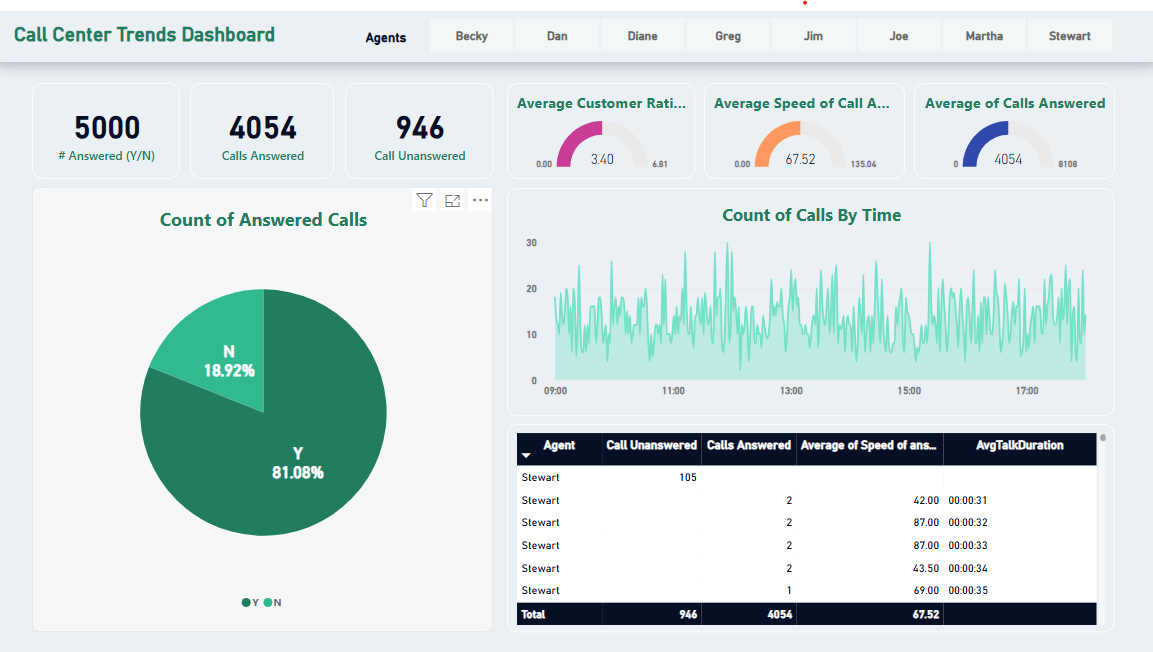 Call Center Trends Dashboard
Agents
Becky
Dan
Diane
Greg
Jim
Joe
Martha
Stewart
5000
# Answered (Y/N)
4054
Calls Answered
946
Call Unanswered
Average Customer Rati...
3.40
0.00
6.81
Average Speed of Call A...
67.52
0.00
135.04
Average of Calls Answered
4054
0
8108
Count of Answered Calls
N
18.92%
Y
81.08%
Y N
Count of Calls By Time
30
20
10
0
09:00 11:00 13:00 15:00 17:00
Agent Call Unanswered Calls Answered Average of Speed of ans... AvgTalkDuration
Stewart 105
Stewart 2 42.00 00:00:31
Stewart 2 87.00 00:00:32
Stewart 2 87.00 00:00:33
Stewart 2 43.50 00:00:34
Stewart 1 69.00 00:00:35
Total 946 4054 67.52